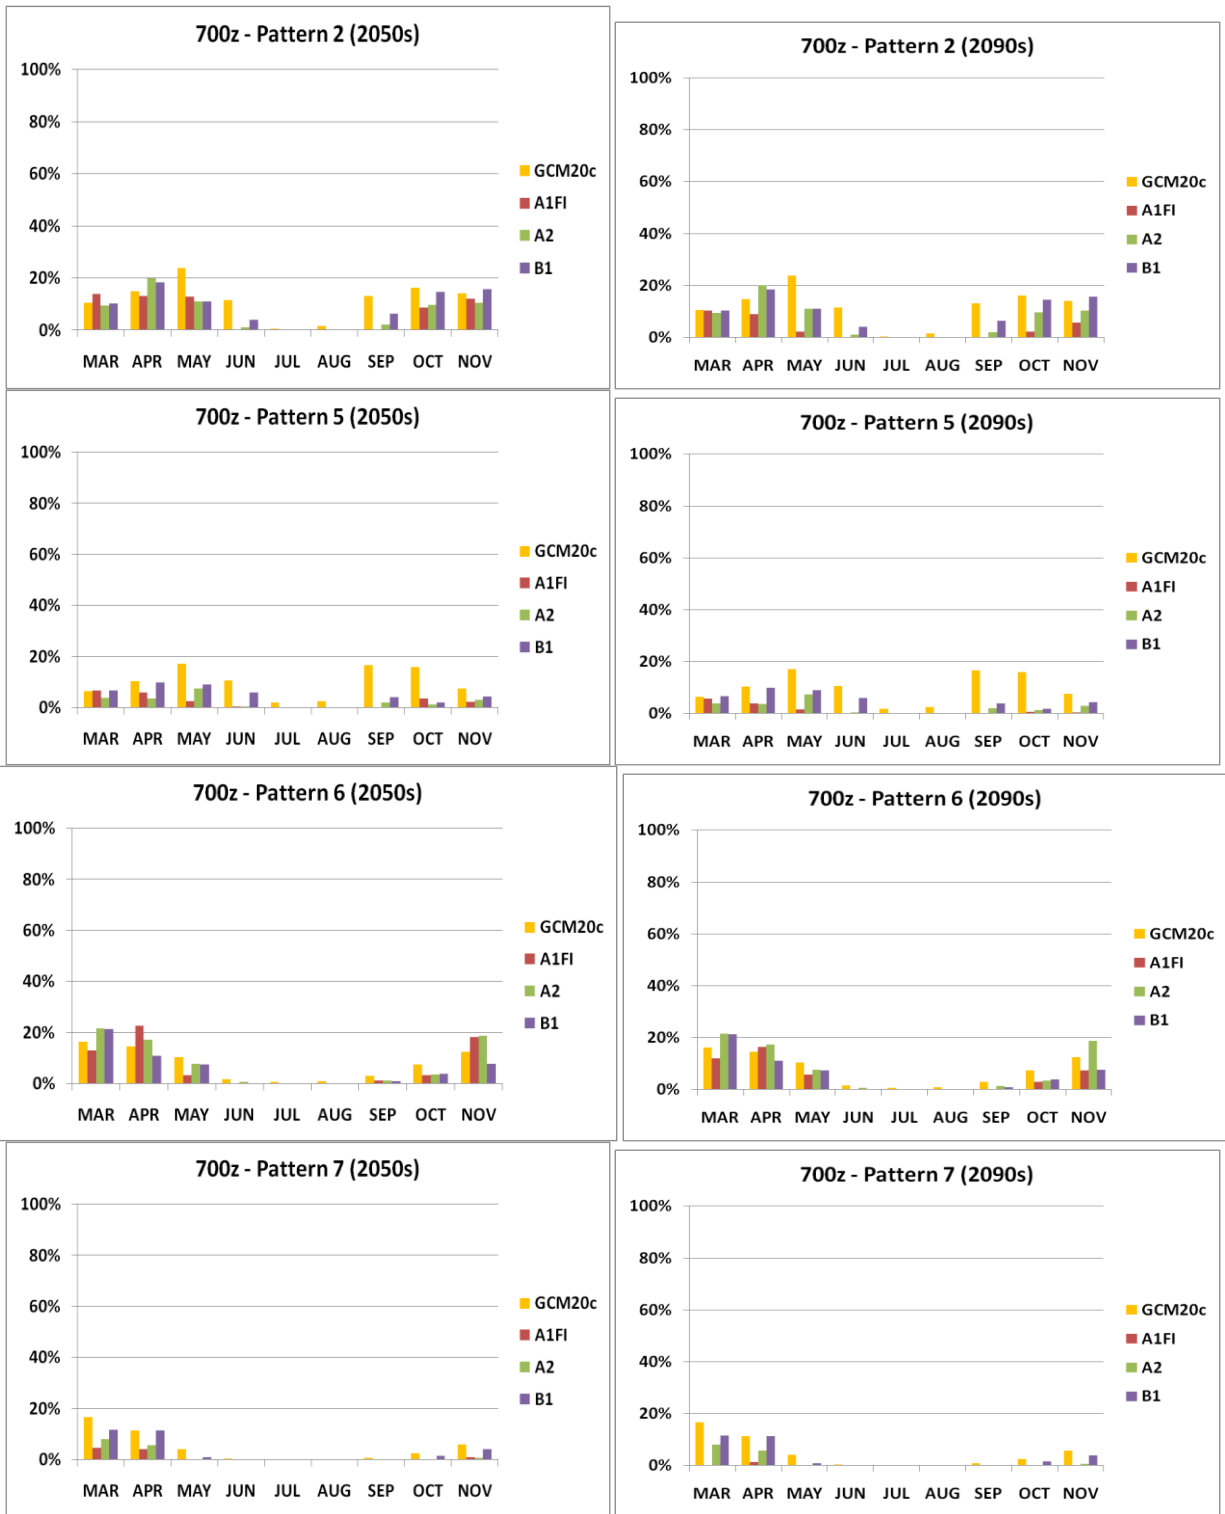 700z - Pattern 2 (2050s)
100%
80%
60%
40%
20%
0%
MAR APR MAY JUN JUL AUG SEP OCT NOV
GCM20c
A1FI
A2
B1
700z - Pattern 2 (2090s)
100%
80%
60%
40%
20%
0%
MAR APR MAY JUN JUL AUG SEP OCT NOV
GCM20c
A1FI
A2
B1
700z - Pattern 5 (2050s)
100%
80%
60%
40%
20%
0%
MAR APR MAY JUN JUL AUG SEP OCT NOV
GCM20c
A1FI
A2
B1
700z - Pattern 5 (2090s)
100%
80%
60%
40%
20%
0%
MAR APR MAY JUN JUL AUG SEP OCT NOV
GCM20c
A1FI
A2
B1
700z - Pattern 6 (2050s)
100%
80%
60%
40%
20%
0%
MAR APR MAY JUN JUL AUG SEP OCT NOV
GCM20c
A1FI
A2
B1
700z - Pattern 6 (2090s)
100%
80%
60%
40%
20%
0%
MAR APR MAY JUN JUL AUG SEP OCT NOV
GCM20c
A1FI
A2
B1
700z - Pattern 7 (2050s)
100%
80%
60%
40%
20%
0%
MAR APR MAY JUN JUL AUG SEP OCT NOV
GCM20c
A1FI
A2
B1
700z - Pattern 7 (2090s)
100%
80%
60%
40%
20%
0%
MAR APR MAY JUN JUL AUG SEP OCT NOV
GCM20c
A1FI
A2
B1